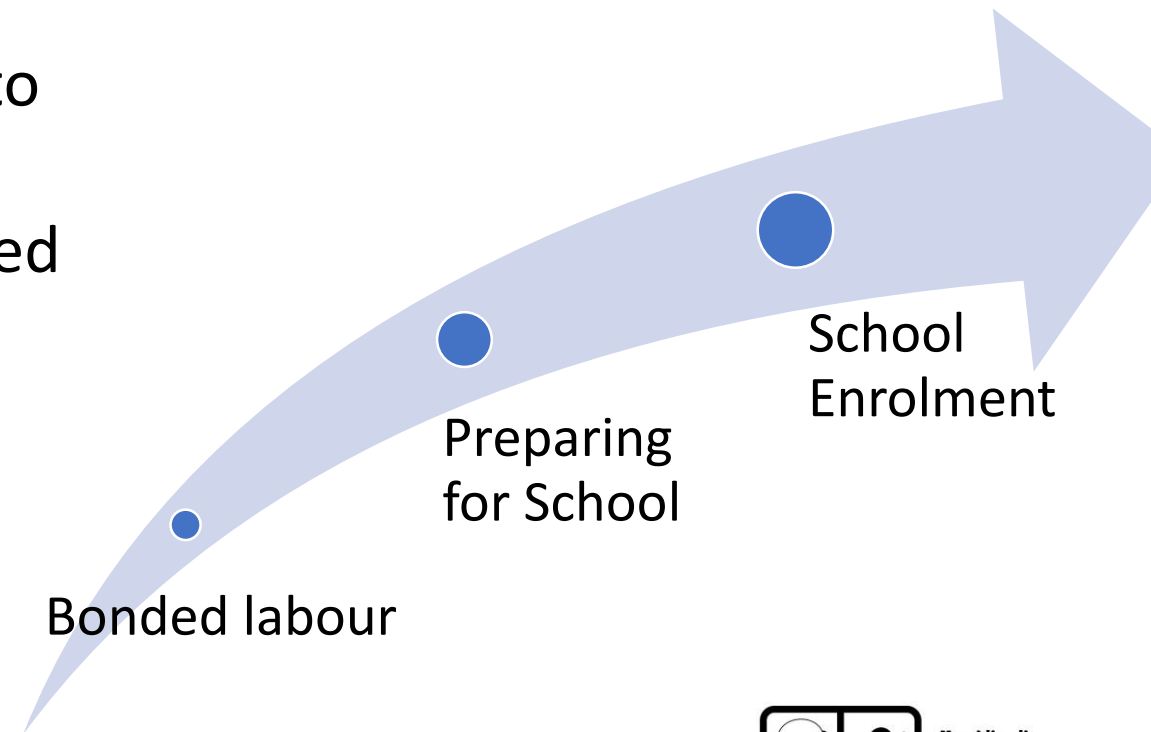 to
ed
School
Enrolment
Preparing
for School
Bonded labour